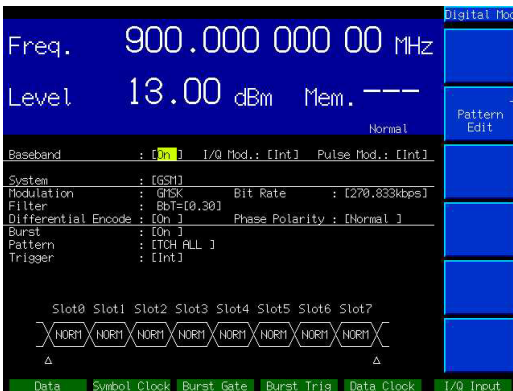 Digital Mod
Freq. 900.000 000 00 MHz
Level 13.00 dBm Mem. ---
Normal
Pattern
Edit
Baseband : [On ] I/Q Mod.: [Int] Pulse Mod.: [Int]
System : [GSM]
Modulation : GMSK Bit Rate : [270.833kbps]
Filter : BbT=[0.30]
Differential Encode : [On ] Phase Polarity : [Normal ]
Burst : [On ]
Pattern : [TCH ALL ]
Trigger : [Int]
Slot0 Slot1 Slot2 Slot3 Slot4 Slot5 Slot6 Slot7
NORM NORM NORM NORM NORM NORM NORM NORM
Data Symbol Clock Burst Gate Burst Trig Data Clock I/Q Input